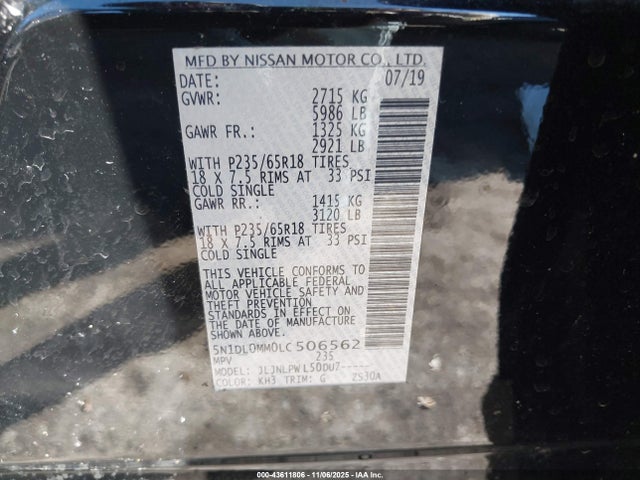 MFD BY NISSAN MOTOR CO., LTD.
DATE: 07/19
GVWR: 2715 KG
5986 LB
GAWR FR.: 1325 KG
2921 LB
WITH P235/65R18 TIRES
18 X 7.5 RIMS AT 33 PSI
COLD SINGLE
GAWR RR.: 1415 KG
3120 LB
WITH P235/65R18 TIRES
18 X 7.5 RIMS AT 33 PSI
COLD SINGLE
THIS VEHICLE CONFORMS TO
ALL APPLICABLE FEDERAL
MOTOR VEHICLE SAFETY AND
THEFT PREVENTION
STANDARDS IN EFFECT ON
THE DATE OF MANUFACTURE
SHOWN ABOVE.
5N1DL0MM0LC506562
MPV 235
MODEL: JLJNLPWL50DU7-----
COLOR: KH3 TRIM: G ZS30A
000-43611806 - 11/06/2025 - IAA Inc.